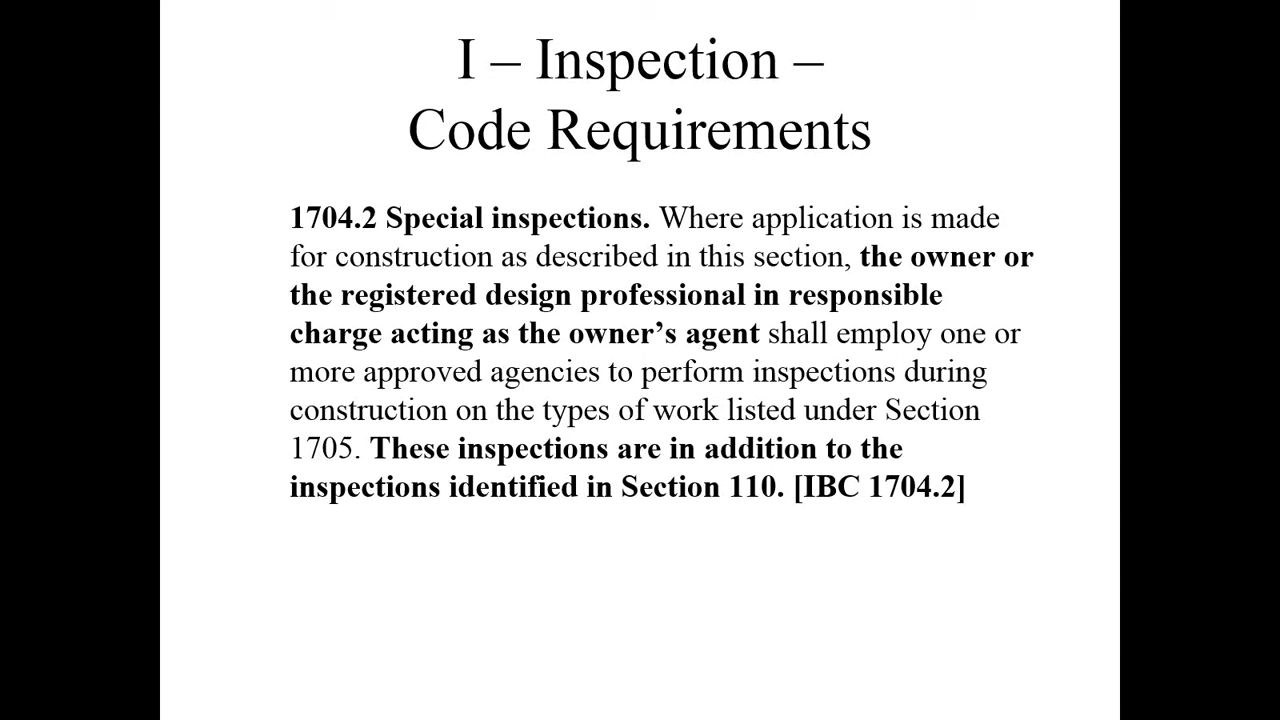 I – Inspection –
Code Requirements
1704.2 Special inspections. Where application is made
for construction as described in this section, the owner or
the registered design professional in responsible
charge acting as the owner’s agent shall employ one or
more approved agencies to perform inspections during
construction on the types of work listed under Section
1705. These inspections are in addition to the
inspections identified in Section 110. [IBC 1704.2]